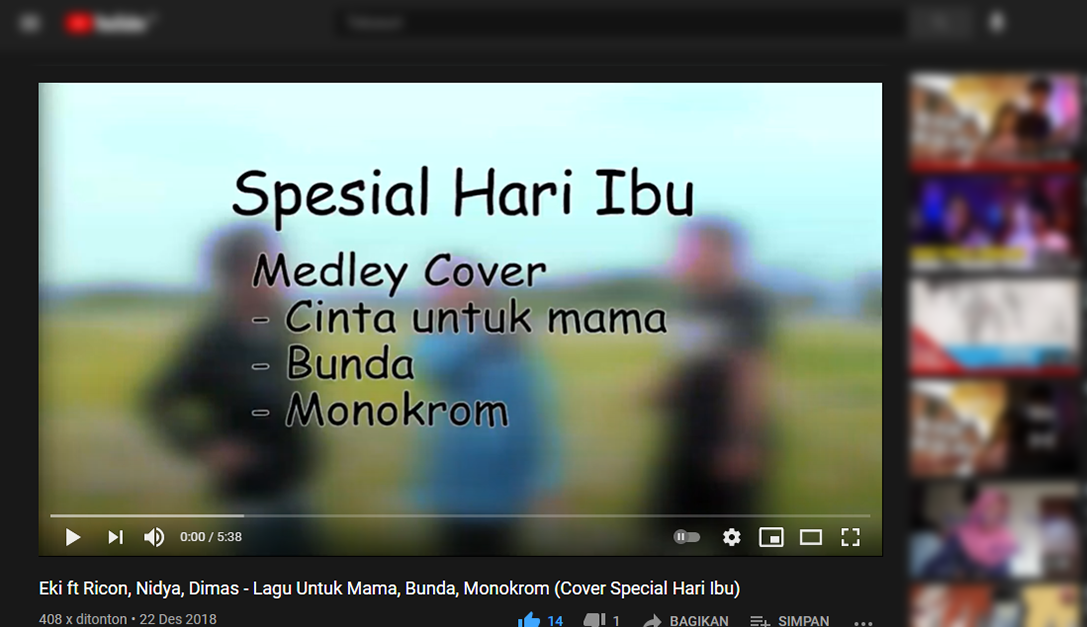 Spesial Hari Ibu
Medley Cover
- Cinta untuk mama
- Bunda
- Monokrom
0:00 / 5:38
Eki ft Ricon, Nidya, Dimas - Lagu Untuk Mama, Bunda, Monokrom (Cover Special Hari Ibu)
408 x ditonton • 22 Des 2018
14
1
BAGIKAN
SIMPAN